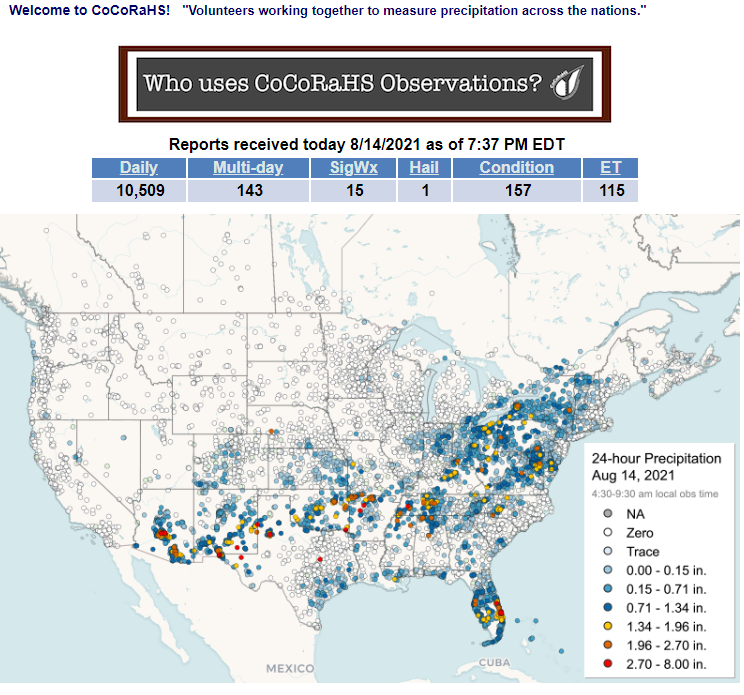 Welcome to CoCoRaHS! "Volunteers working together to measure precipitation across the nations."
Who uses CoCoRaHS Observations?
Reports received today 8/14/2021 as of 7:37 PM EDT
Daily Multi-day SigWx Hail Condition ET
10,509 143 15 1 157 115
24-hour Precipitation
Aug 14, 2021
4:30-9:30 am local obs time
NA
Zero
Trace
0.00 - 0.15 in.
0.15 - 0.71 in.
0.71 - 1.34 in.
1.34 - 1.96 in.
1.96 - 2.70 in.
2.70 - 8.00 in.
MEXICO
CUBA